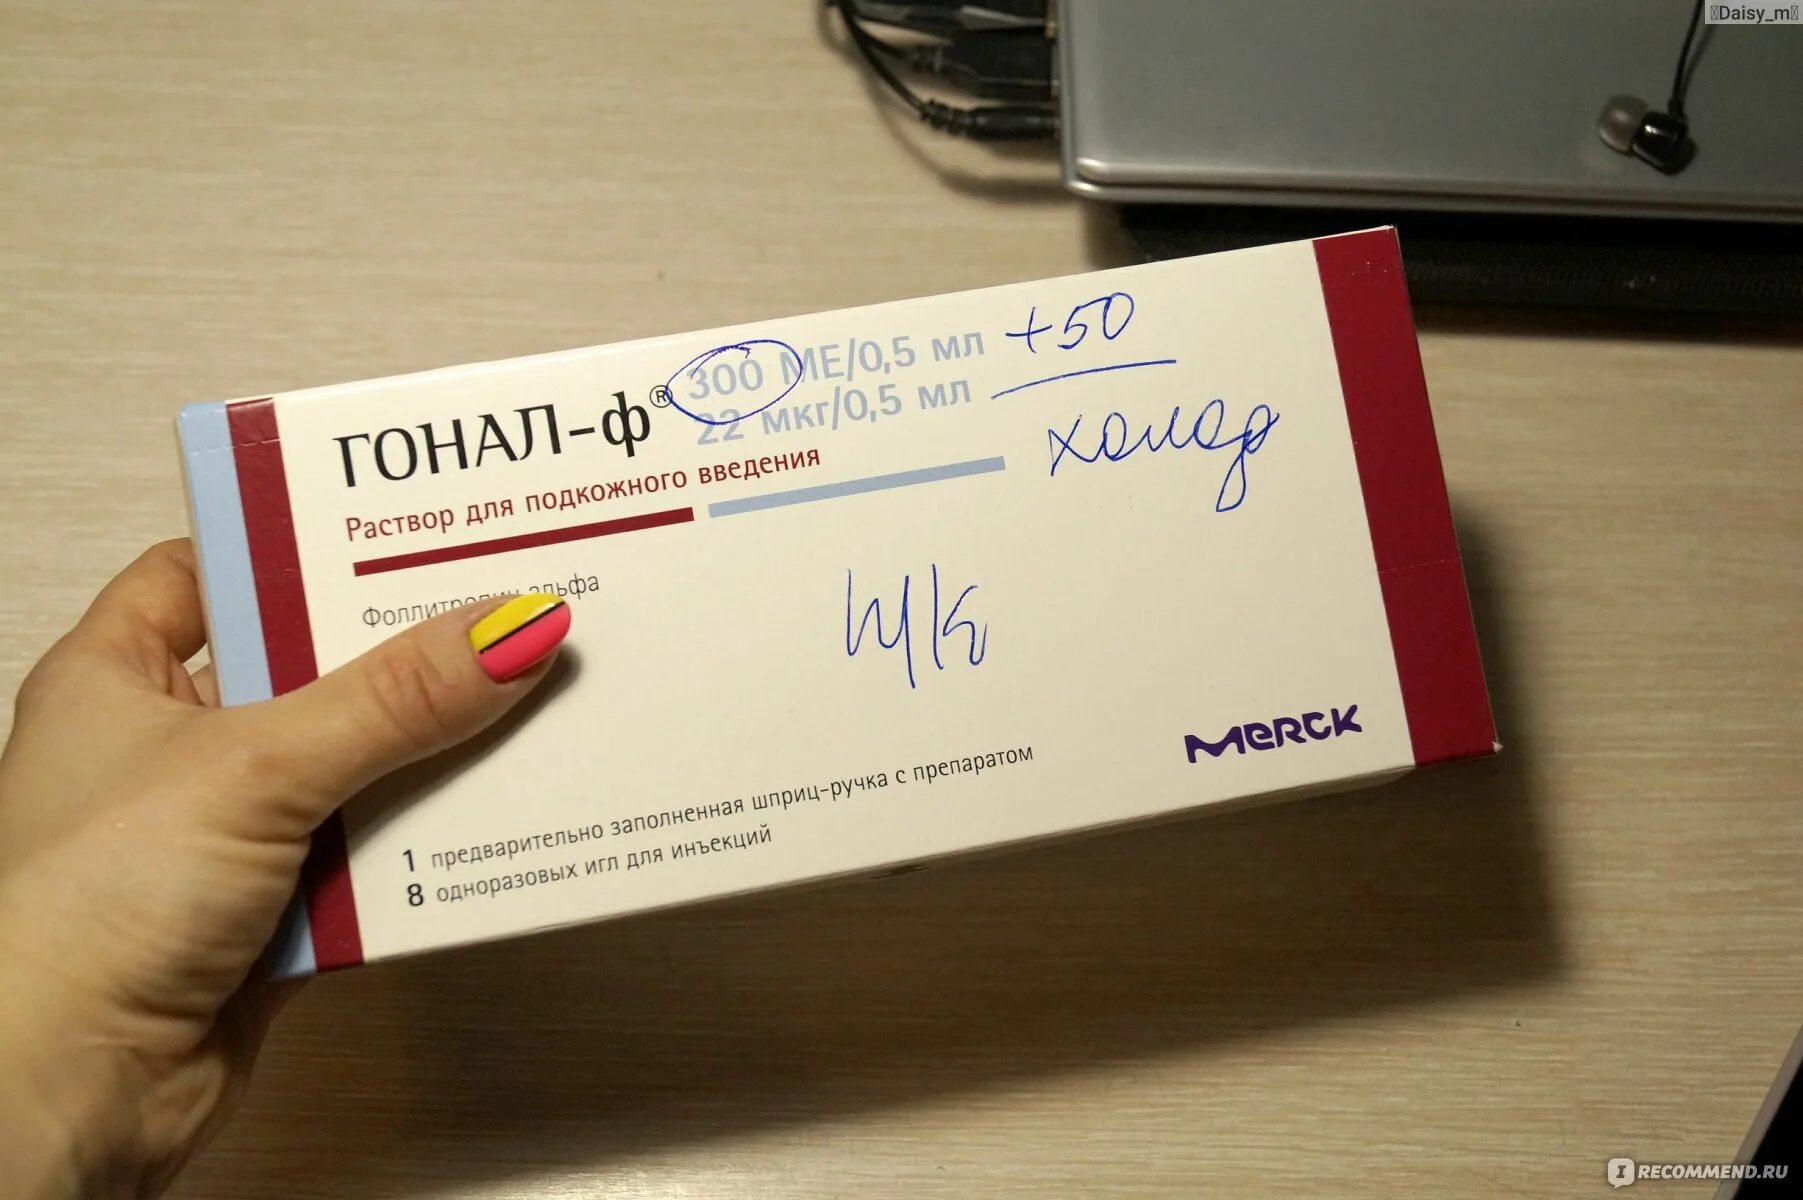 Daisy_m
ГОНАЛ-ф® 300 МЕ/0,5 мл +50
22 мкг/0,5 мл
холод
Раствор для подкожного введения
Фоллитропин альфа
Merck
1 предварительно заполненная шприц-ручка с препаратом
8 одноразовых игл для инъекций
RECOMMEND.RU